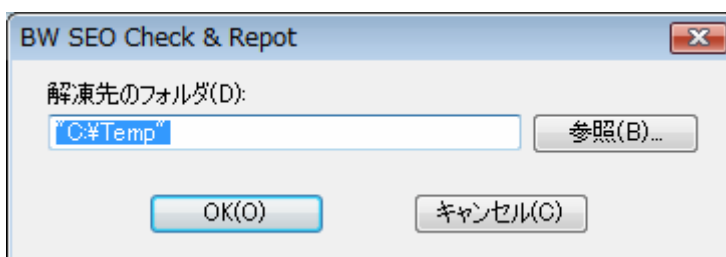 BW SEO Check & Repot
解凍先のフォルダ(D):
"C:¥Temp"
参照(B)...
OK(O)
キャンセル(C)